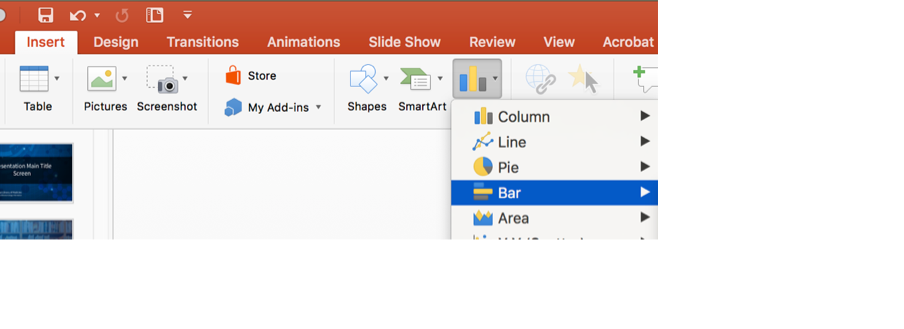 Insert Design Transitions Animations Slide Show Review View Acrobat
Store
Table Pictures Screenshot My Add-ins Shapes SmartArt
Column
Line
Pie
Bar
Area
sentation Main Title
Screen